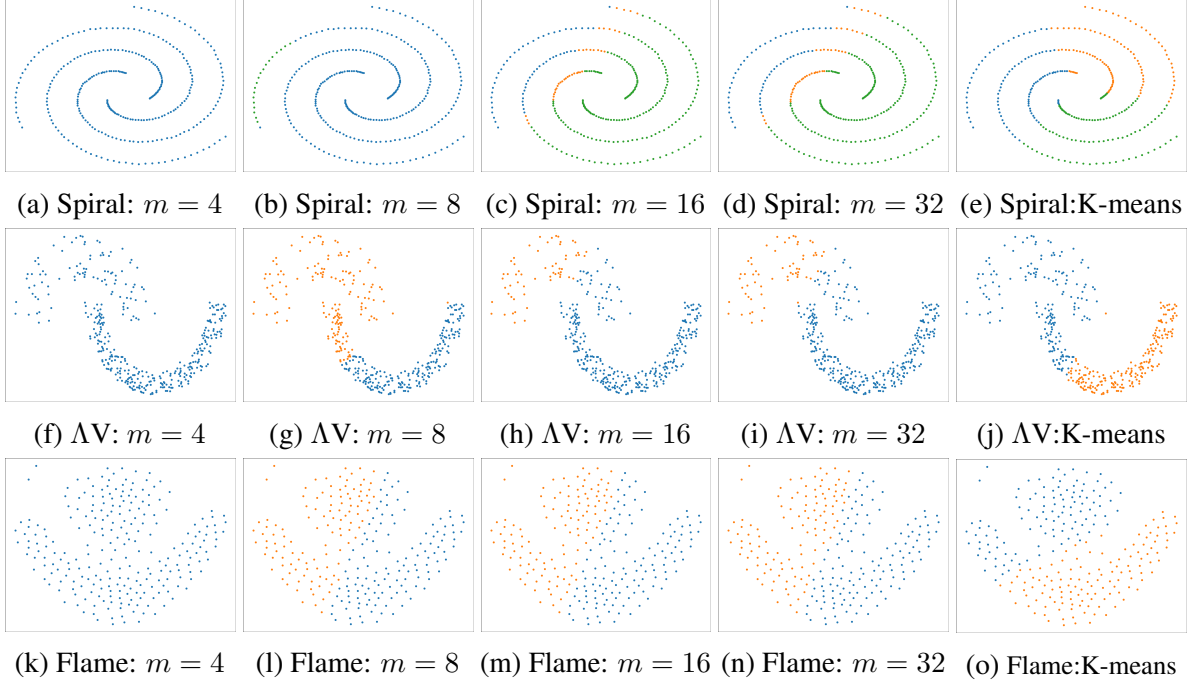 (a) Spiral: m = 4
(b) Spiral: m = 8
(c) Spiral: m = 16
(d) Spiral: m = 32
(e) Spiral:K-means
(f) ΛV: m = 4
(g) ΛV: m = 8
(h) ΛV: m = 16
(i) ΛV: m = 32
(j) ΛV:K-means
(k) Flame: m = 4
(l) Flame: m = 8
(m) Flame: m = 16
(n) Flame: m = 32
(o) Flame:K-means